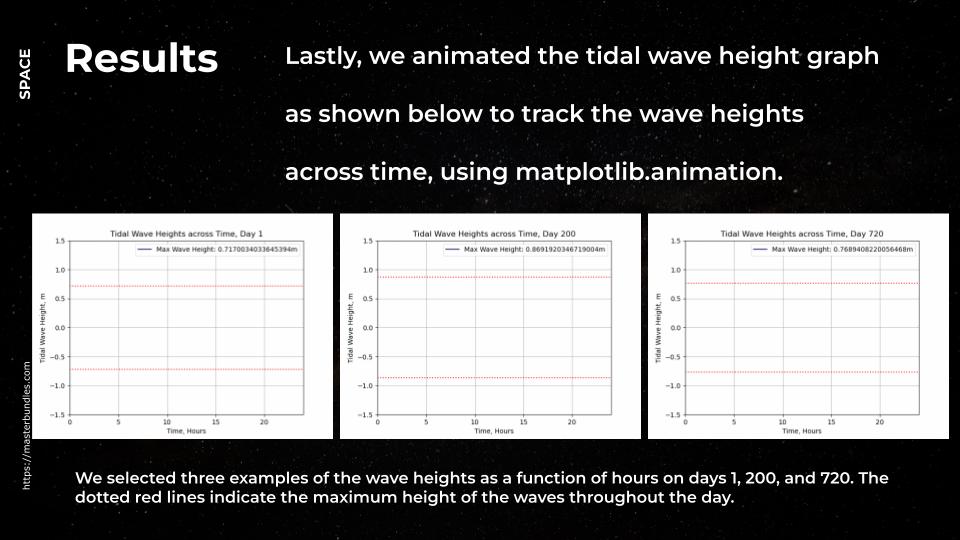 SPACE
Results
Lastly, we animated the tidal wave height graph
as shown below to track the wave heights
across time, using matplotlib.animation.
Tidal Wave Heights across Time, Day 1
Max Wave Height: 0.7170034033645394m
Tidal Wave Height, m
1.5
1.0
0.5
0.0
−0.5
−1.0
−1.5
0 5 10 15 20
Time, Hours
Tidal Wave Heights across Time, Day 200
Max Wave Height: 0.8691920346719004m
Tidal Wave Height, m
1.5
1.0
0.5
0.0
−0.5
−1.0
−1.5
0 5 10 15 20
Time, Hours
Tidal Wave Heights across Time, Day 720
Max Wave Height: 0.7689408220056468m
Tidal Wave Height, m
1.5
1.0
0.5
0.0
−0.5
−1.0
−1.5
0 5 10 15 20
Time, Hours
https://masterbundles.com
We selected three examples of the wave heights as a function of hours on days 1, 200, and 720. The
dotted red lines indicate the maximum height of the waves throughout the day.